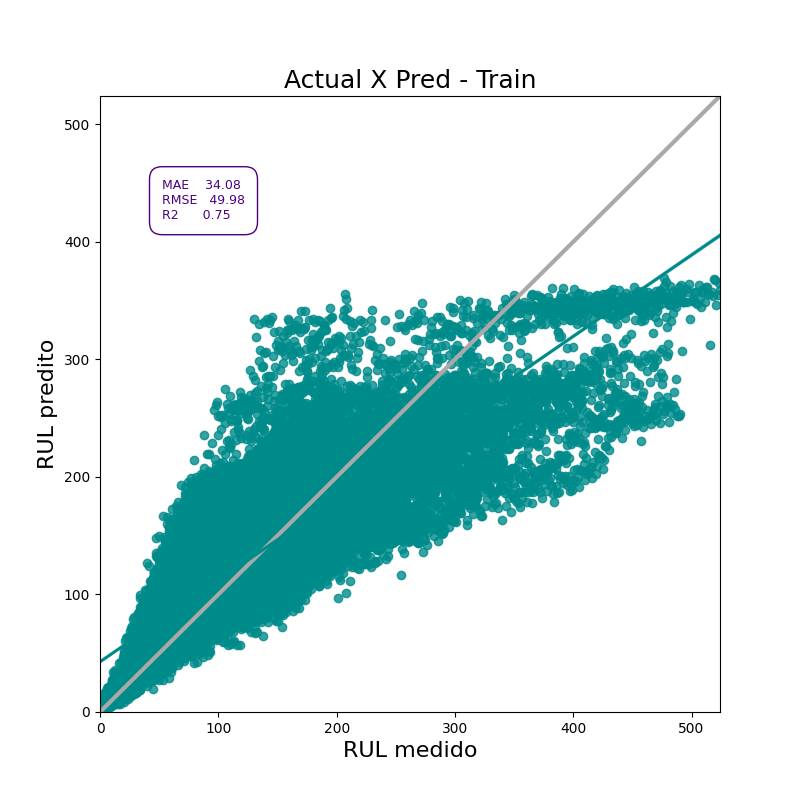 Actual X Pred - Train
500
400
300
200
100
0
MAE 34.08
RMSE 49.98
R2 0.75
RUL predito
0 100 200 300 400 500
RUL medido